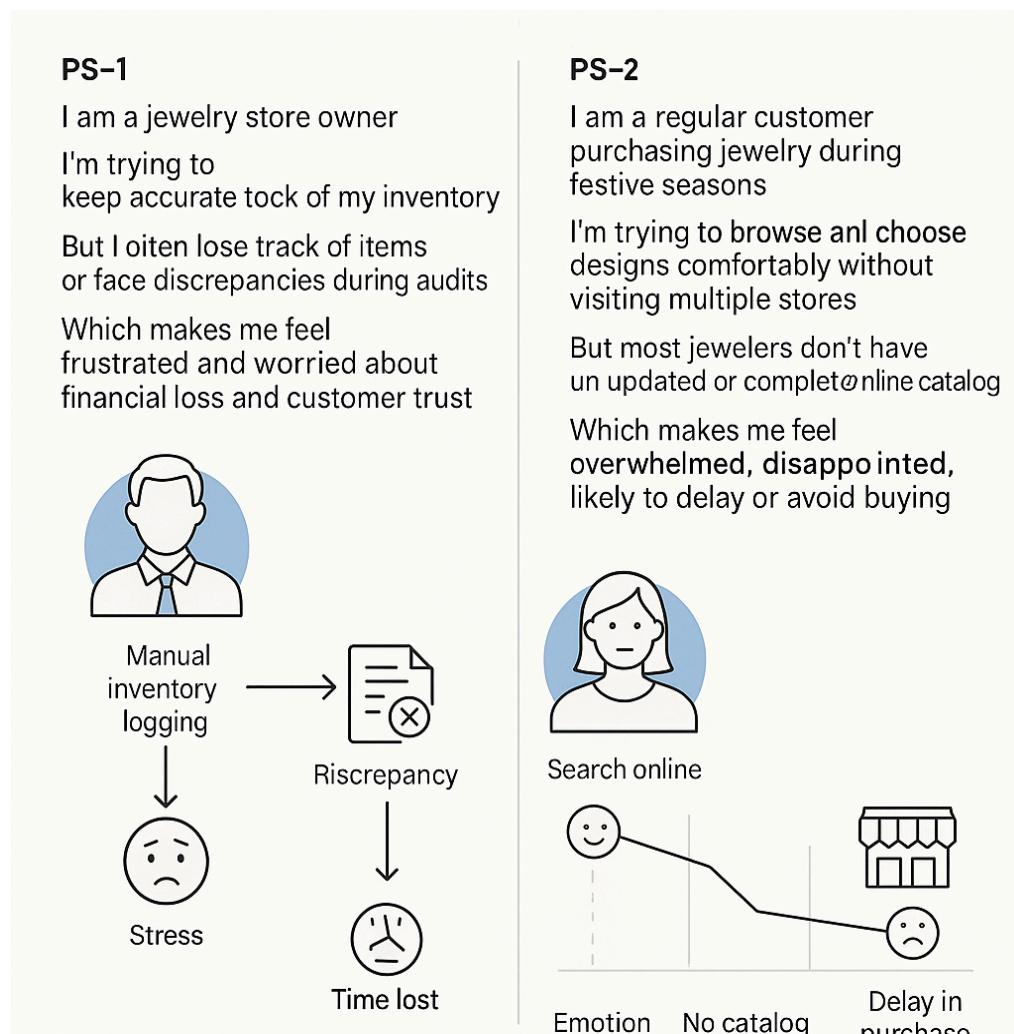 PS–1
I am a jewelry store owner
I'm trying to
keep accurate tock of my inventory
But I oiten lose track of items
or face discrepancies during audits
Which makes me feel
frustrated and worried about
financial loss and customer trust
Manual
inventory
logging
Riscrepancy
Stress
Time lost
PS–2
I am a regular customer
purchasing jewelry during
festive seasons
I'm trying to browse anl choose
designs comfortably without
visiting multiple stores
But most jewelers don't have
un updated or complet@nline catalog
Which makes me feel
overwhelmed, disappo inted,
likely to delay or avoid buying
Search online
Emotion
No catalog
Delay in
purchase